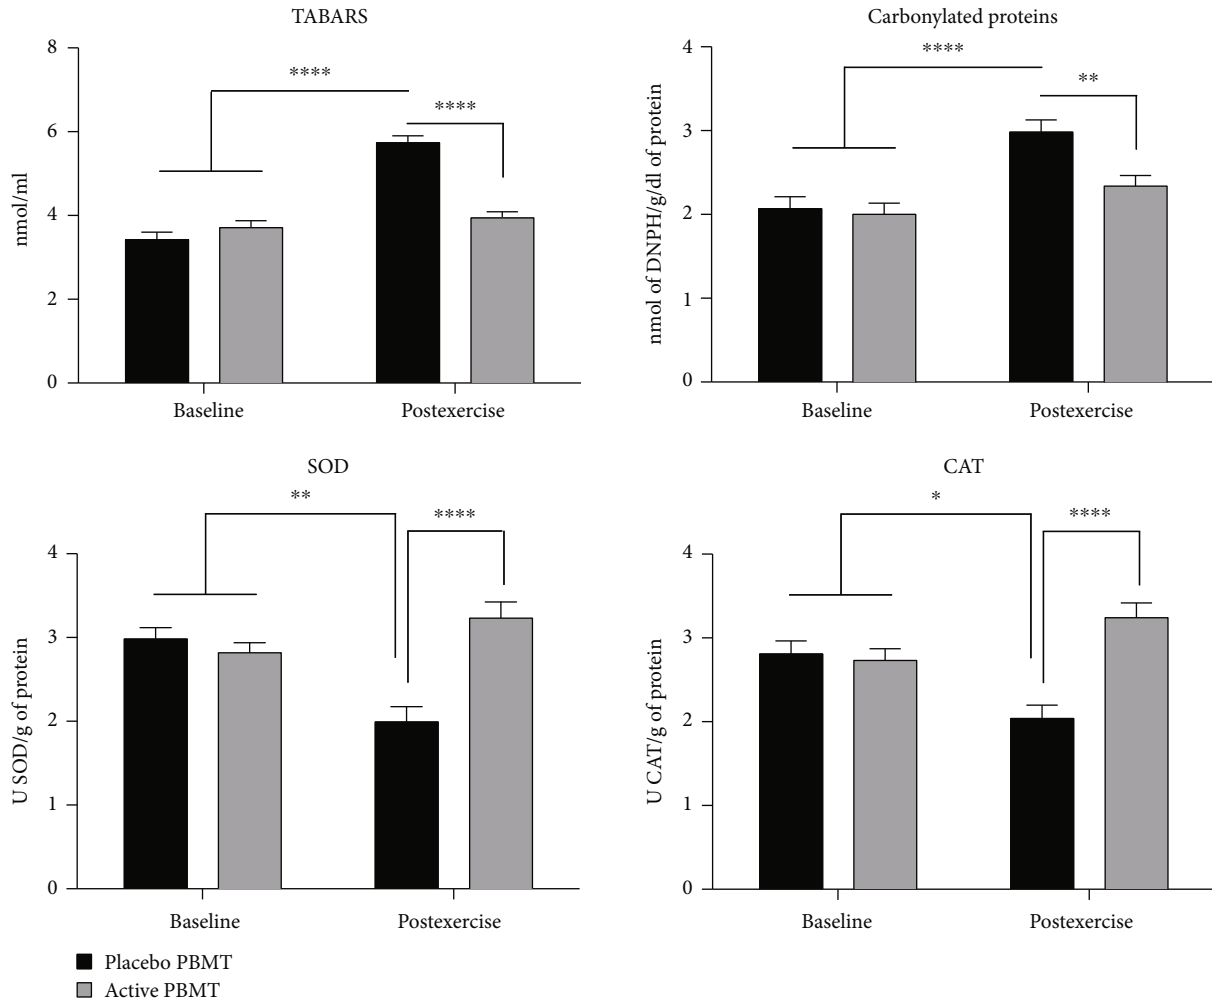 TABARS
8
6
4
2
0
nmol/ml
****
****
Baseline
Postexercise
Carbonylated proteins
4
3
2
1
0
nmol of DNPH/g/dl of protein
****
**
Baseline
Postexercise
SOD
4
3
2
1
0
U SOD/g of protein
**
****
Baseline
Postexercise
CAT
4
3
2
1
0
U CAT/g of protein
*
****
Baseline
Postexercise
Placebo PBMT
Active PBMT